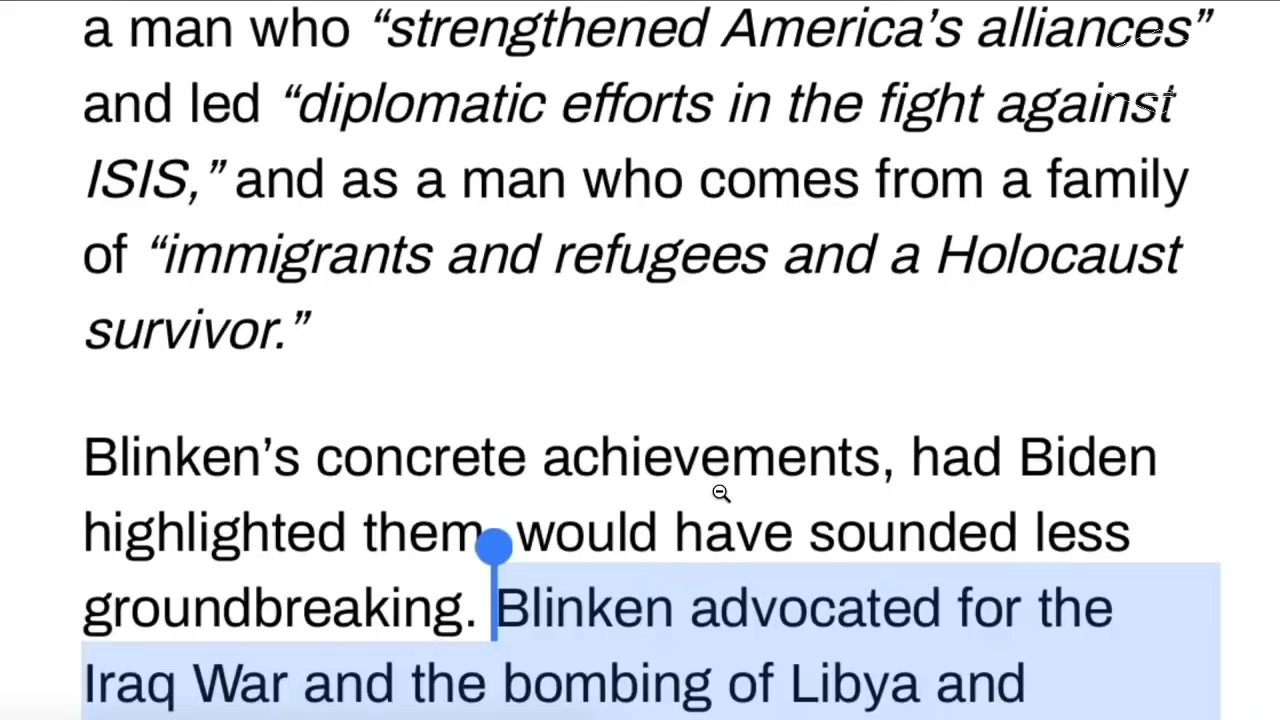 a man who “strengthened America’s alliances”
and led “diplomatic efforts in the fight against
ISIS,” and as a man who comes from a family
of “immigrants and refugees and a Holocaust
survivor.”
Blinken’s concrete achievements, had Biden
highlighted them, would have sounded less
groundbreaking. Blinken advocated for the
Iraq War and the bombing of Libya and